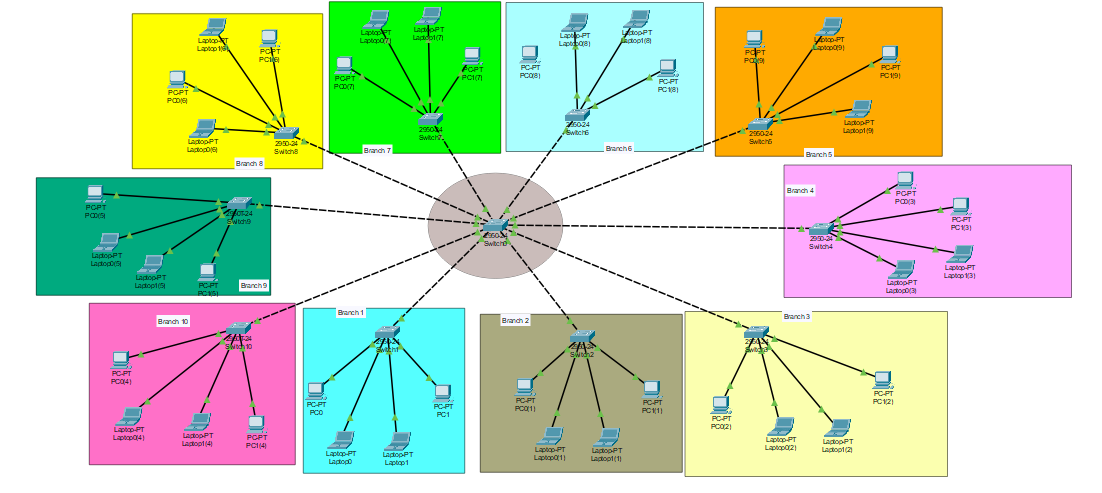 Laptop-PT
Laptop1(6)
PC-PT
PC1(6)
PC-PT
PC0(6)
Laptop-PT
Laptop0(6)
2950-24
Switch8
Branch 8
Laptop-PT
Laptop0(7)
Laptop-PT
Laptop1(7)
PC-PT
PC0(7)
PC-PT
PC1(7)
2950-24
Switch7
Branch 7
Laptop-PT
Laptop0(8)
Laptop-PT
Laptop1(8)
PC-PT
PC0(8)
PC-PT
PC1(8)
2950-24
Switch6
Branch 6
PC-PT
PC0(9)
Laptop-PT
Laptop0(9)
PC-PT
PC1(9)
Laptop-PT
Laptop1(9)
2950-24
Switch5
Branch 5
PC-PT
PC0(5)
2950T-24
Switch9
Laptop-PT
Laptop0(5)
Laptop-PT
Laptop1(5)
PC-PT
PC1(5)
Branch 9
2950-24
Switch0
Branch 4
PC-PT
PC0(3)
PC-PT
PC1(3)
2950-24
Switch4
Laptop-PT
Laptop1(3)
Laptop-PT
Laptop0(3)
Branch 10
2950T-24
Switch10
PC-PT
PC0(4)
Laptop-PT
Laptop0(4)
Laptop-PT
Laptop1(4)
PC-PT
PC1(4)
Branch 1
2950-24
Switch1
PC-PT
PC0
PC-PT
PC1
Laptop-PT
Laptop0
Laptop-PT
Laptop1
Branch 2
2950-24
Switch2
PC-PT
PC0(1)
PC-PT
PC1(1)
Laptop-PT
Laptop0(1)
Laptop-PT
Laptop1(1)
Branch 3
2950-24
Switch3
PC-PT
PC1(2)
PC-PT
PC0(2)
Laptop-PT
Laptop0(2)
Laptop-PT
Laptop1(2)